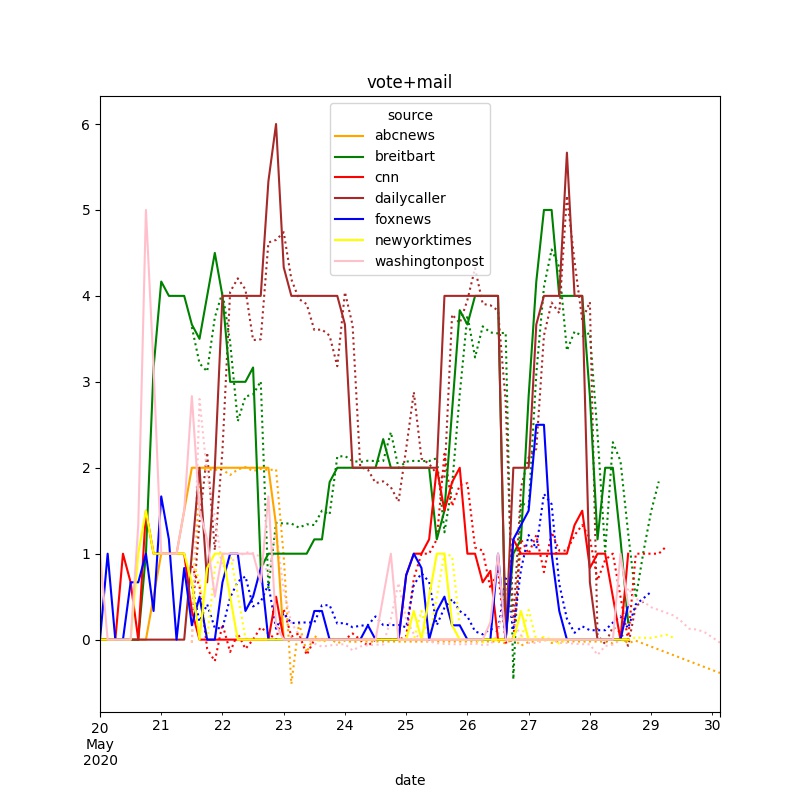 vote+mail
source
abcnews
breitbart
cnn
dailycaller
foxnews
newyorktimes
washingtonpost
6
5
4
3
2
1
0
20 21 22 23 24 25 26 27 28 29 30
May
2020
date